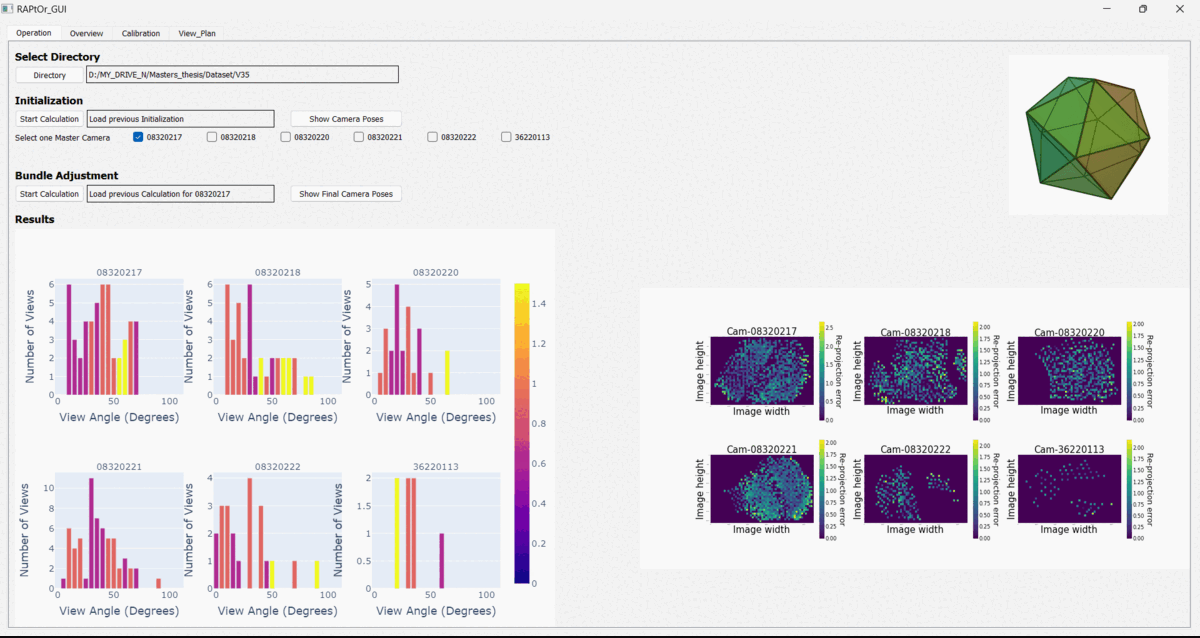 RAPtOr_GUI
Operation Overview Calibration View_Plan
Select Directory
Directory D:/MY_DRIVE_N/Masters_thesis/Dataset/V35
Initialization
Start Calculation Load previous Initialization Show Camera Poses
Select one Master Camera 08320217 08320218 08320220 08320221 08320222 36220113
Bundle Adjustment
Start Calculation Load previous Calculation for 08320217 Show Final Camera Poses
Results
08320217 08320218 08320220
Number of Views
6
5
4
3
2
1
0
0 50 100
View Angle (Degrees)
Number of Views
6
5
4
3
2
1
0
0 50 100
View Angle (Degrees)
Number of Views
5
4
3
2
1
0
0 50 100
View Angle (Degrees)
08320221 08320222 36220113
Number of Views
10
8
6
4
2
0
0 50 100
View Angle (Degrees)
Number of Views
4
3
2
1
0
0 50 100
View Angle (Degrees)
Number of Views
2
1.5
1
0.5
0
0 50 100
View Angle (Degrees)
1.4
1.2
1
0.8
0.6
0.4
0.2
0
Cam-08320217
Image height
Image width
2.5
2.0
1.5
1.0
0.5
0.0
Re-projection error
Cam-08320218
Image height
Image width
2.00
1.75
1.50
1.25
1.00
0.75
0.50
0.25
0.00
Re-projection error
Cam-08320220
Image height
Image width
2.00
1.75
1.50
1.25
1.00
0.75
0.50
0.25
0.00
Re-projection error
Cam-08320221
Image height
Image width
2.00
1.75
1.50
1.25
1.00
0.75
0.50
0.25
0.00
Re-projection error
Cam-08320222
Image height
Image width
2.00
1.75
1.50
1.25
1.00
0.75
0.50
0.25
0.00
Re-projection error
Cam-36220113
Image height
Image width
2.00
1.75
1.50
1.25
1.00
0.75
0.50
0.25
0.00
Re-projection error